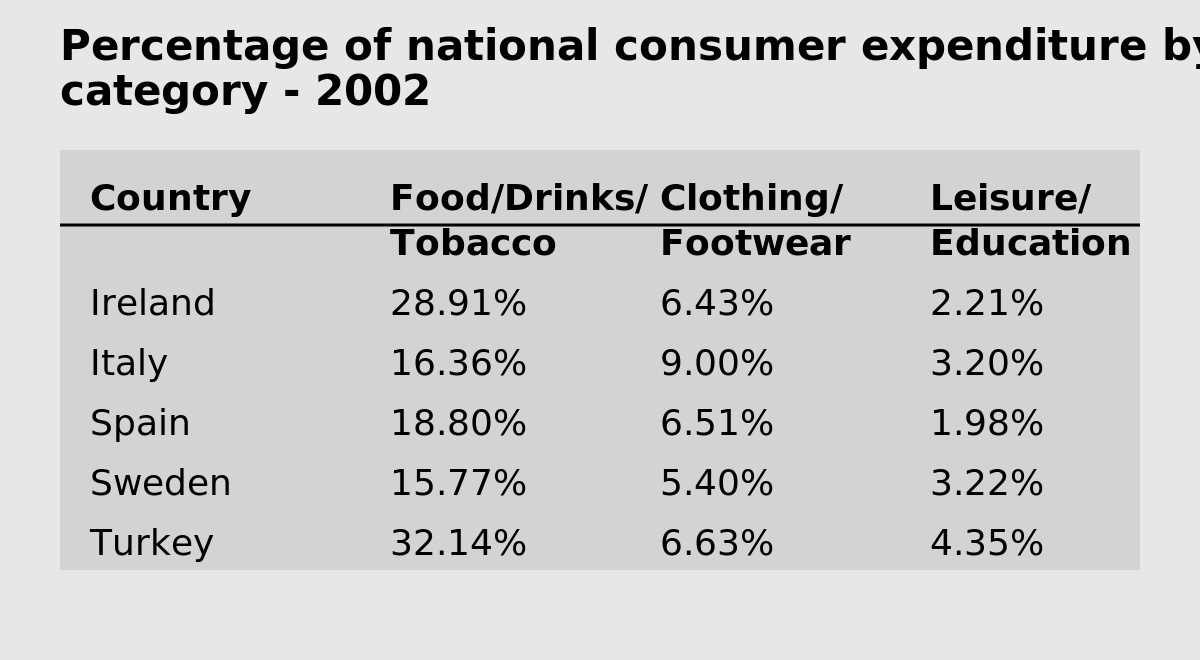 Percentage of national consumer expenditure by
category - 2002
Country Food/Drinks/ Clothing/ Leisure/
Tobacco Footwear Education
Ireland 28.91% 6.43% 2.21%
Italy 16.36% 9.00% 3.20%
Spain 18.80% 6.51% 1.98%
Sweden 15.77% 5.40% 3.22%
Turkey 32.14% 6.63% 4.35%